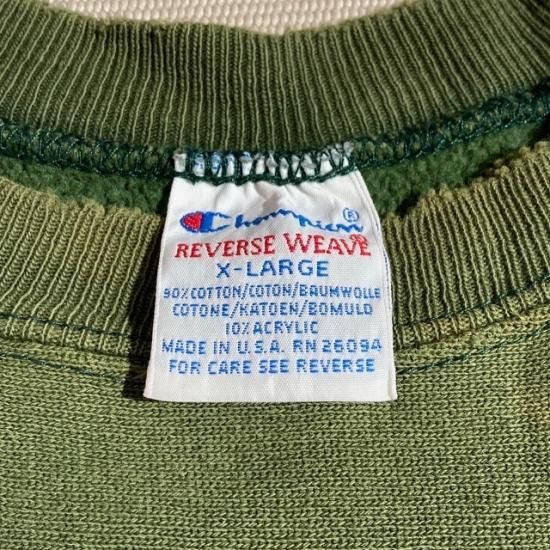 Champion®
REVERSE WEAVE®
X-LARGE
90% COTTON/COTON/BAUMWOLLE
COTONE/KATOEN/BOMULD
10% ACRYLIC
MADE IN U.S.A. RN 26094
FOR CARE SEE REVERSE